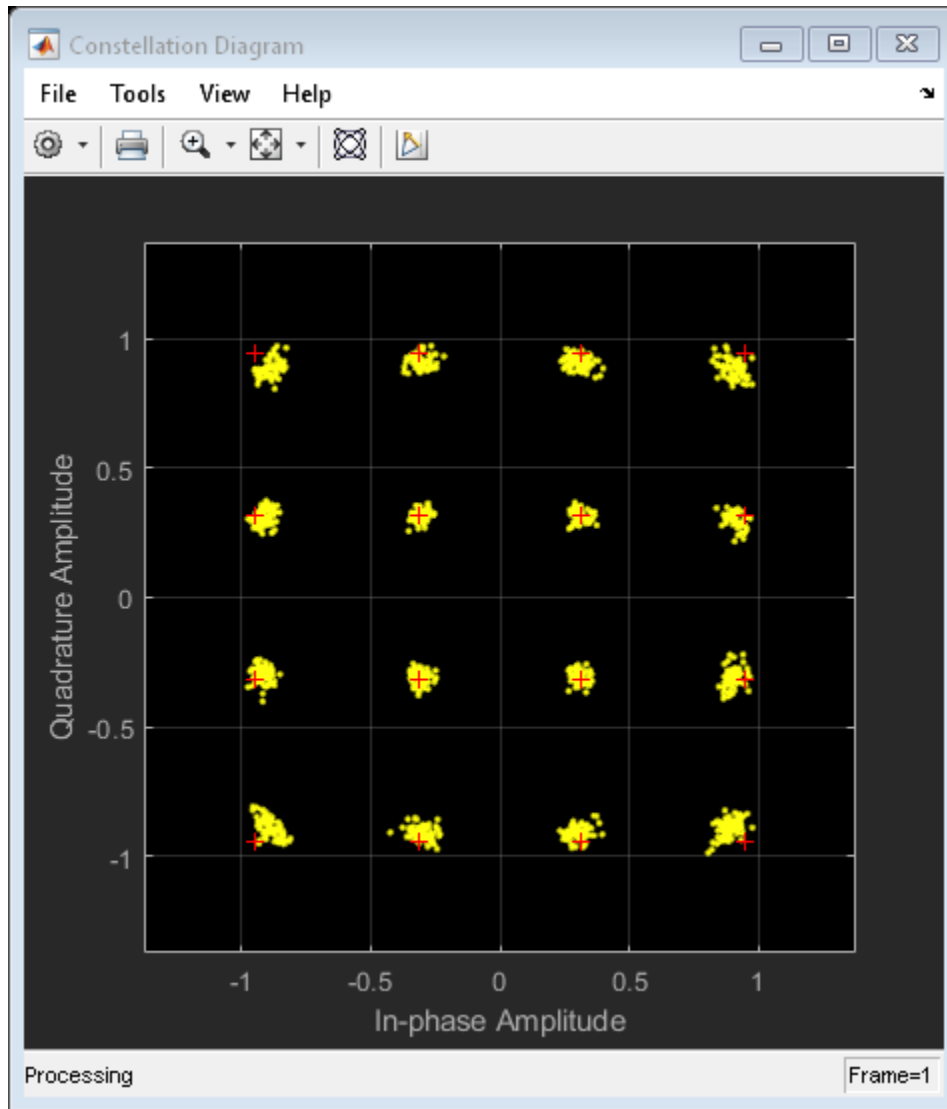 Constellation Diagram
File Tools View Help
1
0.5
0
-0.5
-1
Quadrature Amplitude
-1 -0.5 0 0.5 1
In-phase Amplitude
Processing Frame=1